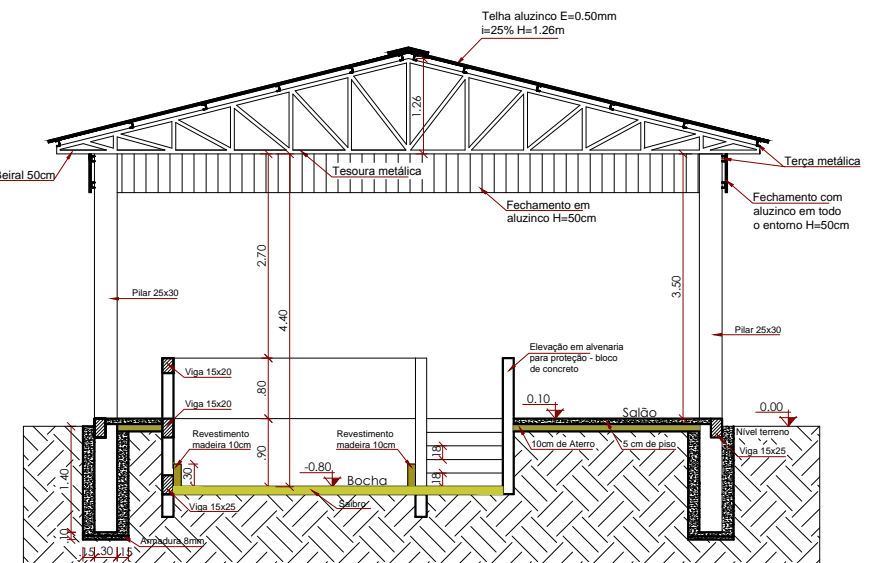 Telha aluzinco E=0.50mm
i=25% H=1.26m
1.26
Beiral 50cm
Tesoura metálica
Terça metálica
Fechamento em
aluzinco H=50cm
Fechamento com
aluzinco em todo
o entorno H=50cm
2.70
4.40
3.50
Pilar 25x30
Pilar 25x30
Viga 15x20
Elevação em alvenaria
para proteção - bloco
de concreto
.80
Viga 15x20
0.10
Salão
0.00
Nível terreno
Revestimento
madeira 10cm
Revestimento
madeira 10cm
10cm de Aterro
5 cm de piso
Viga 15x25
.90
.30
-0.80
Bocha
18
18
1.40
Viga 15x25
Saibro
.10
Armadura 8mm
15
.30
15